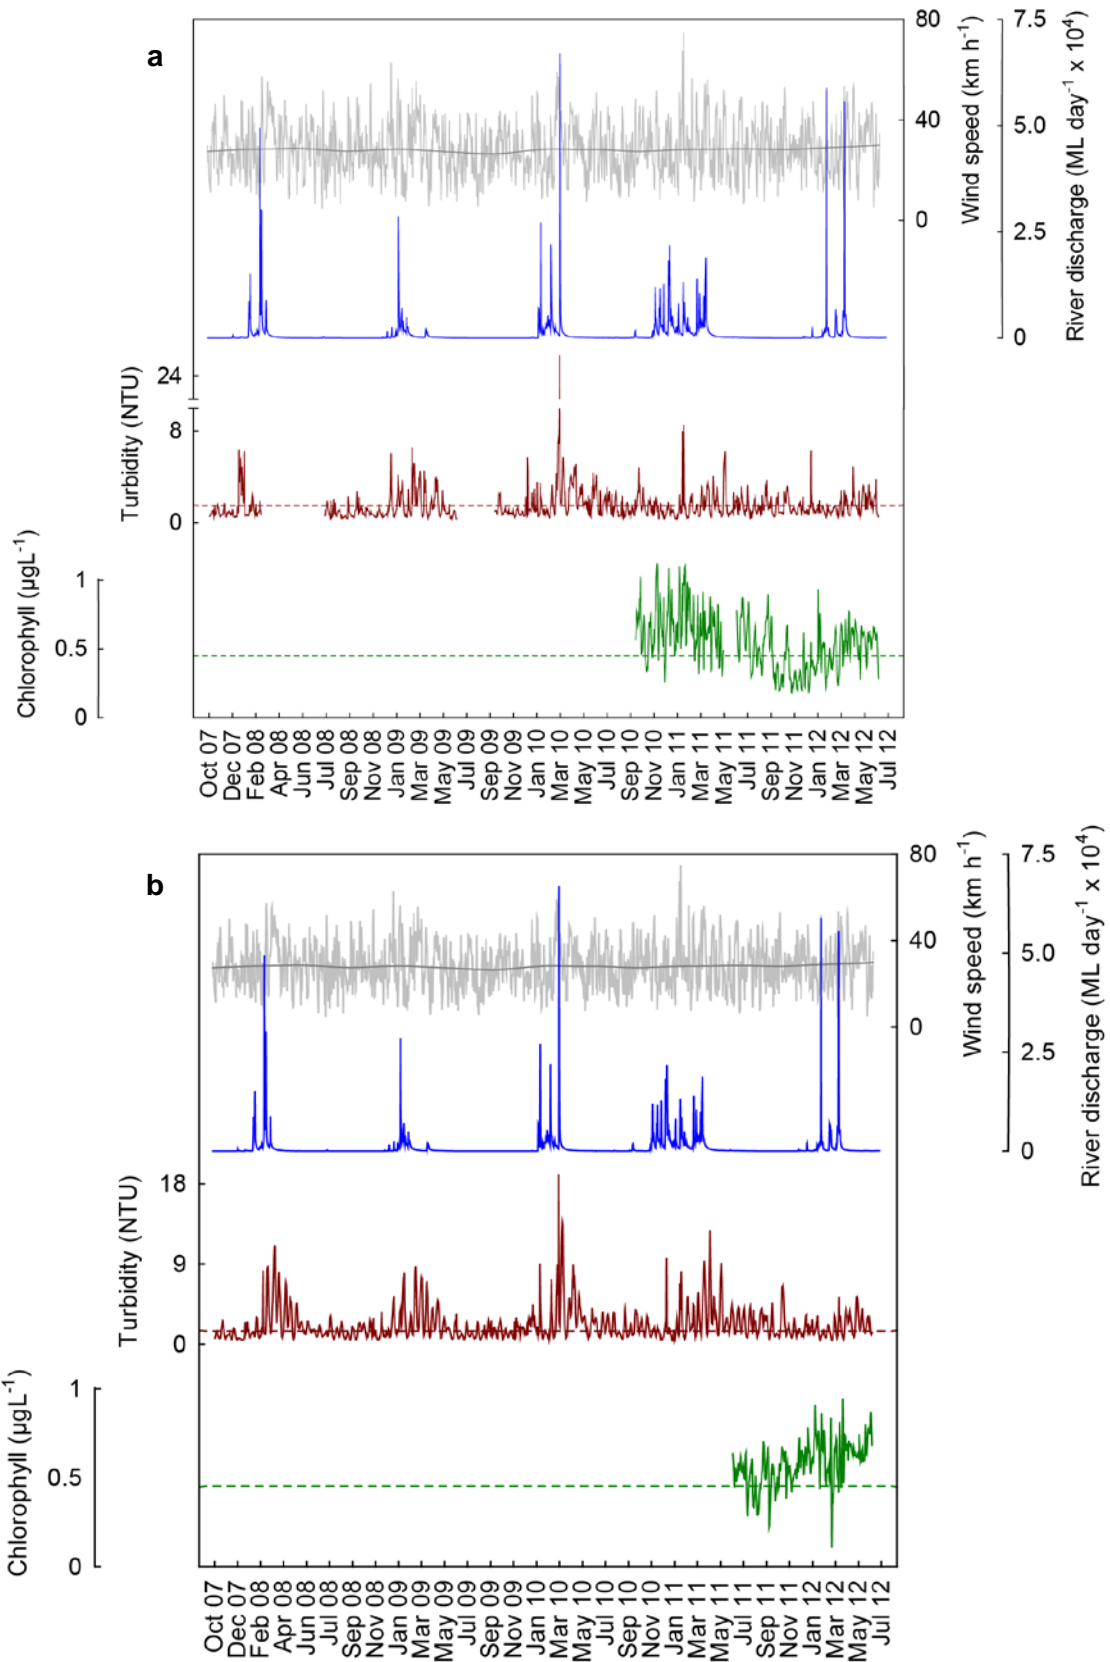 a
80
40
0
Wind speed (km h⁻¹)
7.5
5.0
2.5
0
River discharge (ML day⁻¹ x 10⁴)
24
8
0
Turbidity (NTU)
1
0.5
0
Chlorophyll (µgL⁻¹)
Oct 07
Dec 07
Feb 08
Apr 08
Jun 08
Jul 08
Sep 08
Nov 08
Jan 09
Mar 09
May 09
Jul 09
Sep 09
Nov 09
Jan 10
Mar 10
May 10
Jul 10
Sep 10
Nov 10
Jan 11
Mar 11
May 11
Jul 11
Sep 11
Nov 11
Jan 12
Mar 12
May 12
Jul 12
b
80
40
0
Wind speed (km h⁻¹)
7.5
5.0
2.5
0
River discharge (ML day⁻¹ x 10⁴)
18
9
0
Turbidity (NTU)
1
0.5
0
Chlorophyll (µgL⁻¹)
Oct 07
Dec 07
Feb 08
Apr 08
Jun 08
Jul 08
Sep 08
Nov 08
Jan 09
Mar 09
May 09
Jul 09
Sep 09
Nov 09
Jan 10
Mar 10
May 10
Jul 10
Sep 10
Nov 10
Jan 11
Mar 11
May 11
Jul 11
Sep 11
Nov 11
Jan 12
Mar 12
May 12
Jul 12